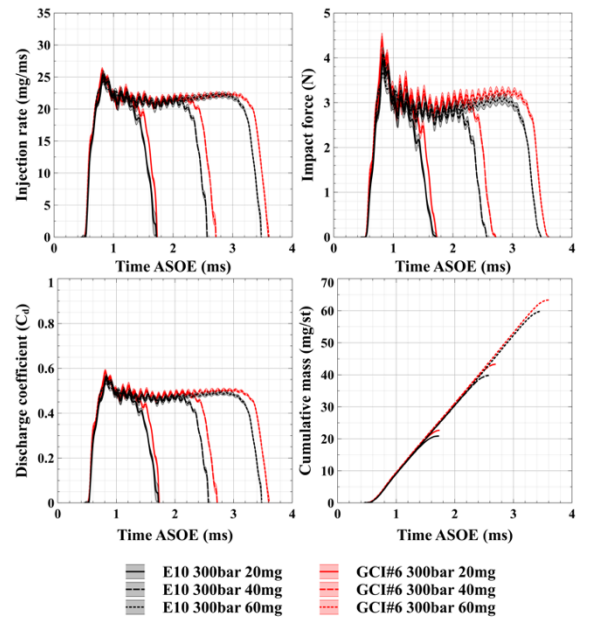 35
30
25
20
15
10
5
0
Injection rate (mg/ms)
0 1 2 3 4
Time ASOE (ms)
5
4
3
2
1
0
Impact force (N)
0 1 2 3 4
Time ASOE (ms)
1
0.8
0.6
0.4
0.2
0
Discharge coefficient (Cd)
0 1 2 3 4
Time ASOE (ms)
80
70
60
50
40
30
20
10
0
Cumulative mass (mg/st)
0 1 2 3 4
Time ASOE (ms)
E10 300bar 20mg
E10 300bar 40mg
E10 300bar 60mg
GCI#6 300bar 20mg
GCI#6 300bar 40mg
GCI#6 300bar 60mg